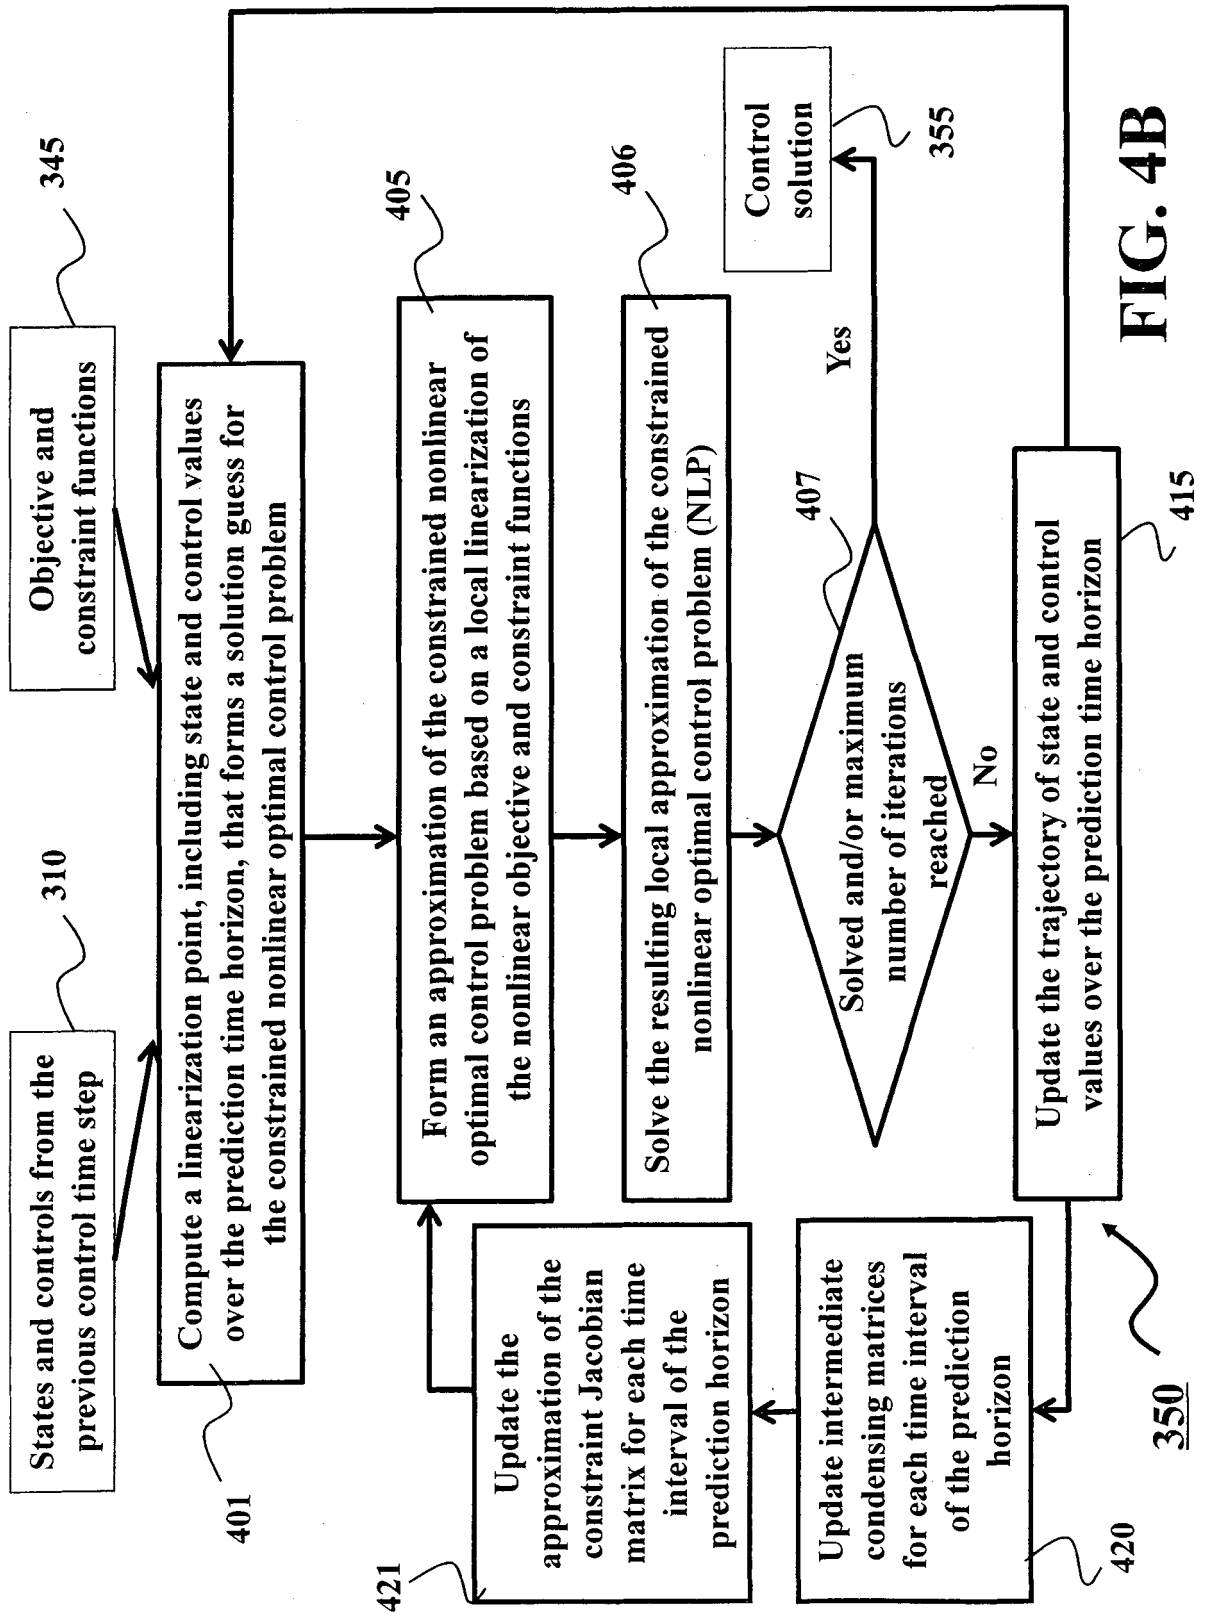 States and controls from the
previous control time step
310
Objective and
constraint functions
345
401
Compute a linearization point, including state and control values
over the prediction time horizon, that forms a solution guess for
the constrained nonlinear optimal control problem
405
Form an approximation of the constrained nonlinear
optimal control problem based on a local linearization of
the nonlinear objective and constraint functions
421
Update the
approximation of the
constraint Jacobian
matrix for each time
interval of the
prediction horizon
406
Solve the resulting local approximation of the constrained
nonlinear optimal control problem (NLP)
Control
solution
355
407
Solved and/or maximum
number of iterations
reached
Yes
No
Update intermediate
condensing matrices
for each time interval
of the prediction
horizon
420
Update the trajectory of state and control
values over the prediction time horizon
415
350
FIG. 4B